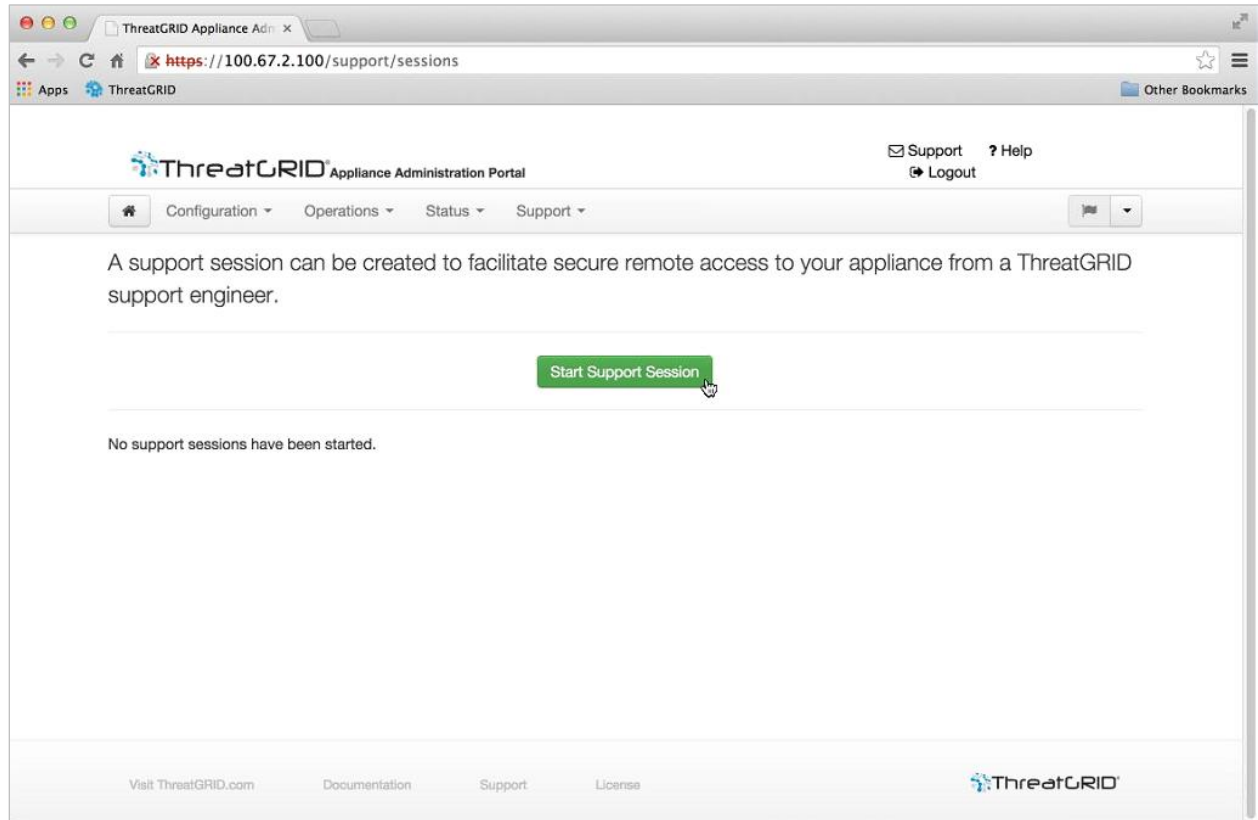 ThreatGRID Appliance Adn
https://100.67.2.100/support/sessions
Apps ThreatGRID Other Bookmarks
ThreatGRID® Appliance Administration Portal
Support ? Help
Logout
Configuration Operations Status Support
A support session can be created to facilitate secure remote access to your appliance from a ThreatGRID
support engineer.
Start Support Session
No support sessions have been started.
Visit ThreatGRID.com Documentation Support License ThreatGRID®